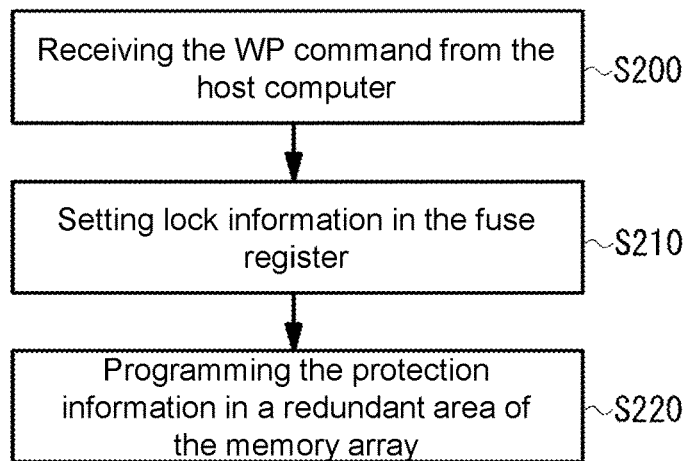 Receiving the WP command from the
host computer
S200
Setting lock information in the fuse
register
S210
Programming the protection
information in a redundant area of
the memory array
S220